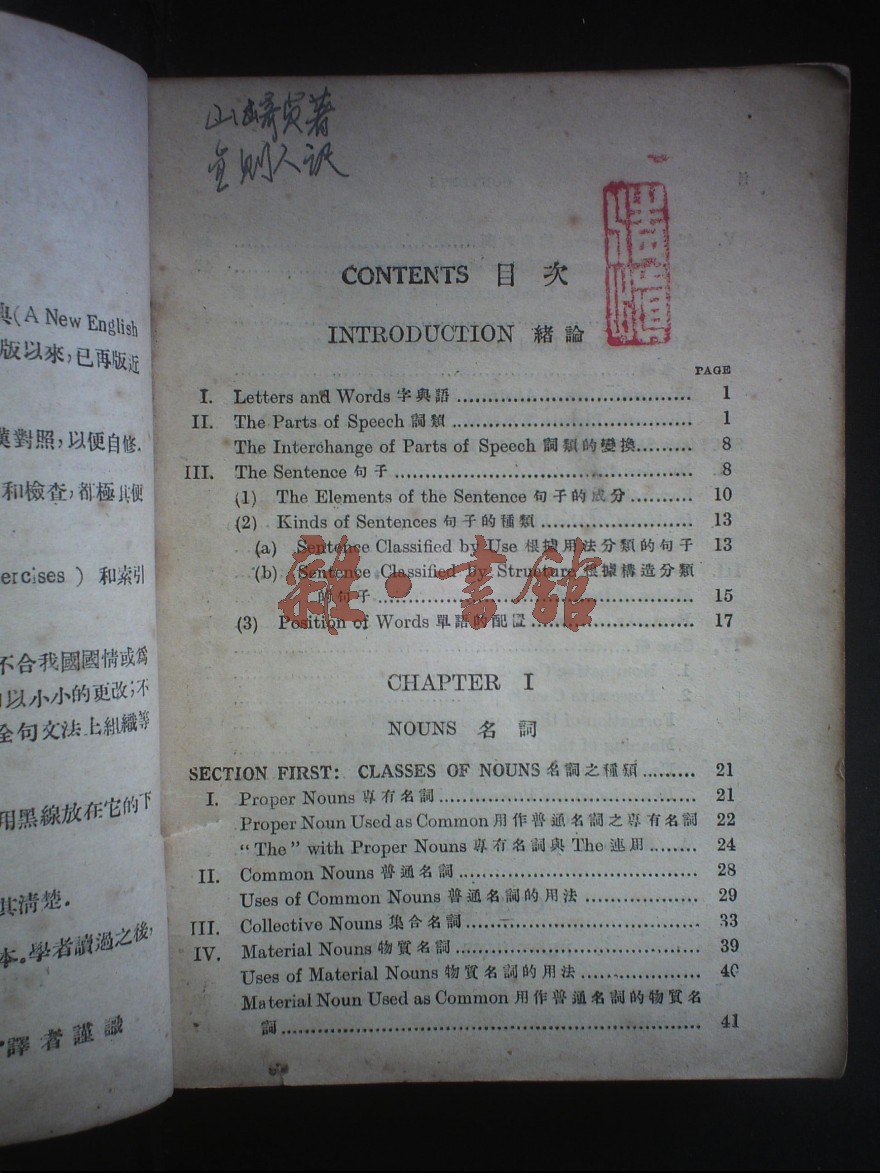 典(A New English
版以來,已再版近
漢對照,以便自修.
和檢查,都極其便
ercises ) 和索引
不合我國國情或爲
以小小的更改;不
全句文法上組織等
用黑線放在它的下
其清楚.
本。學者讀過之後,
譯者謹識
山崎貞著
則人訳
CONTENTS 目次
INTRODUCTION 緒論
PAGE
I. Letters and Words 字與語 ........ 1
II. The Parts of Speech 詞類 ........ 1
The Interchange of Parts of Speech 詞類的變換........ 8
III. The Sentence 句子 ........ 8
(1) The Elements of the Sentence 句子的成分 ........ 10
(2) Kinds of Sentences 句子的種類 ........ 13
(a) Sentence Classified by Use 根據用法分類的句子 13
(b) Sentence Classified by Structure 根據構造分類
的句子 ........ 15
(3) Position of Words 單語的配置 ........ 17
雜·書館
CHAPTER I
NOUNS 名詞
SECTION FIRST: CLASSES OF NOUNS 名詞之種類 ........ 21
I. Proper Nouns 專有名詞 ........ 21
Proper Noun Used as Common 用作普通名詞之專有名詞 22
"The" with Proper Nouns 專有名詞與 The 連用 ........ 24
II. Common Nouns 普通名詞 ........ 28
Uses of Common Nouns 普通名詞的用法 ........ 29
III. Collective Nouns 集合名詞 ........ 33
IV. Material Nouns 物質名詞 ........ 39
Uses of Material Nouns 物質名詞的用法 ........ 40
Material Noun Used as Common 用作普通名詞的物質名
詞 ........ 41